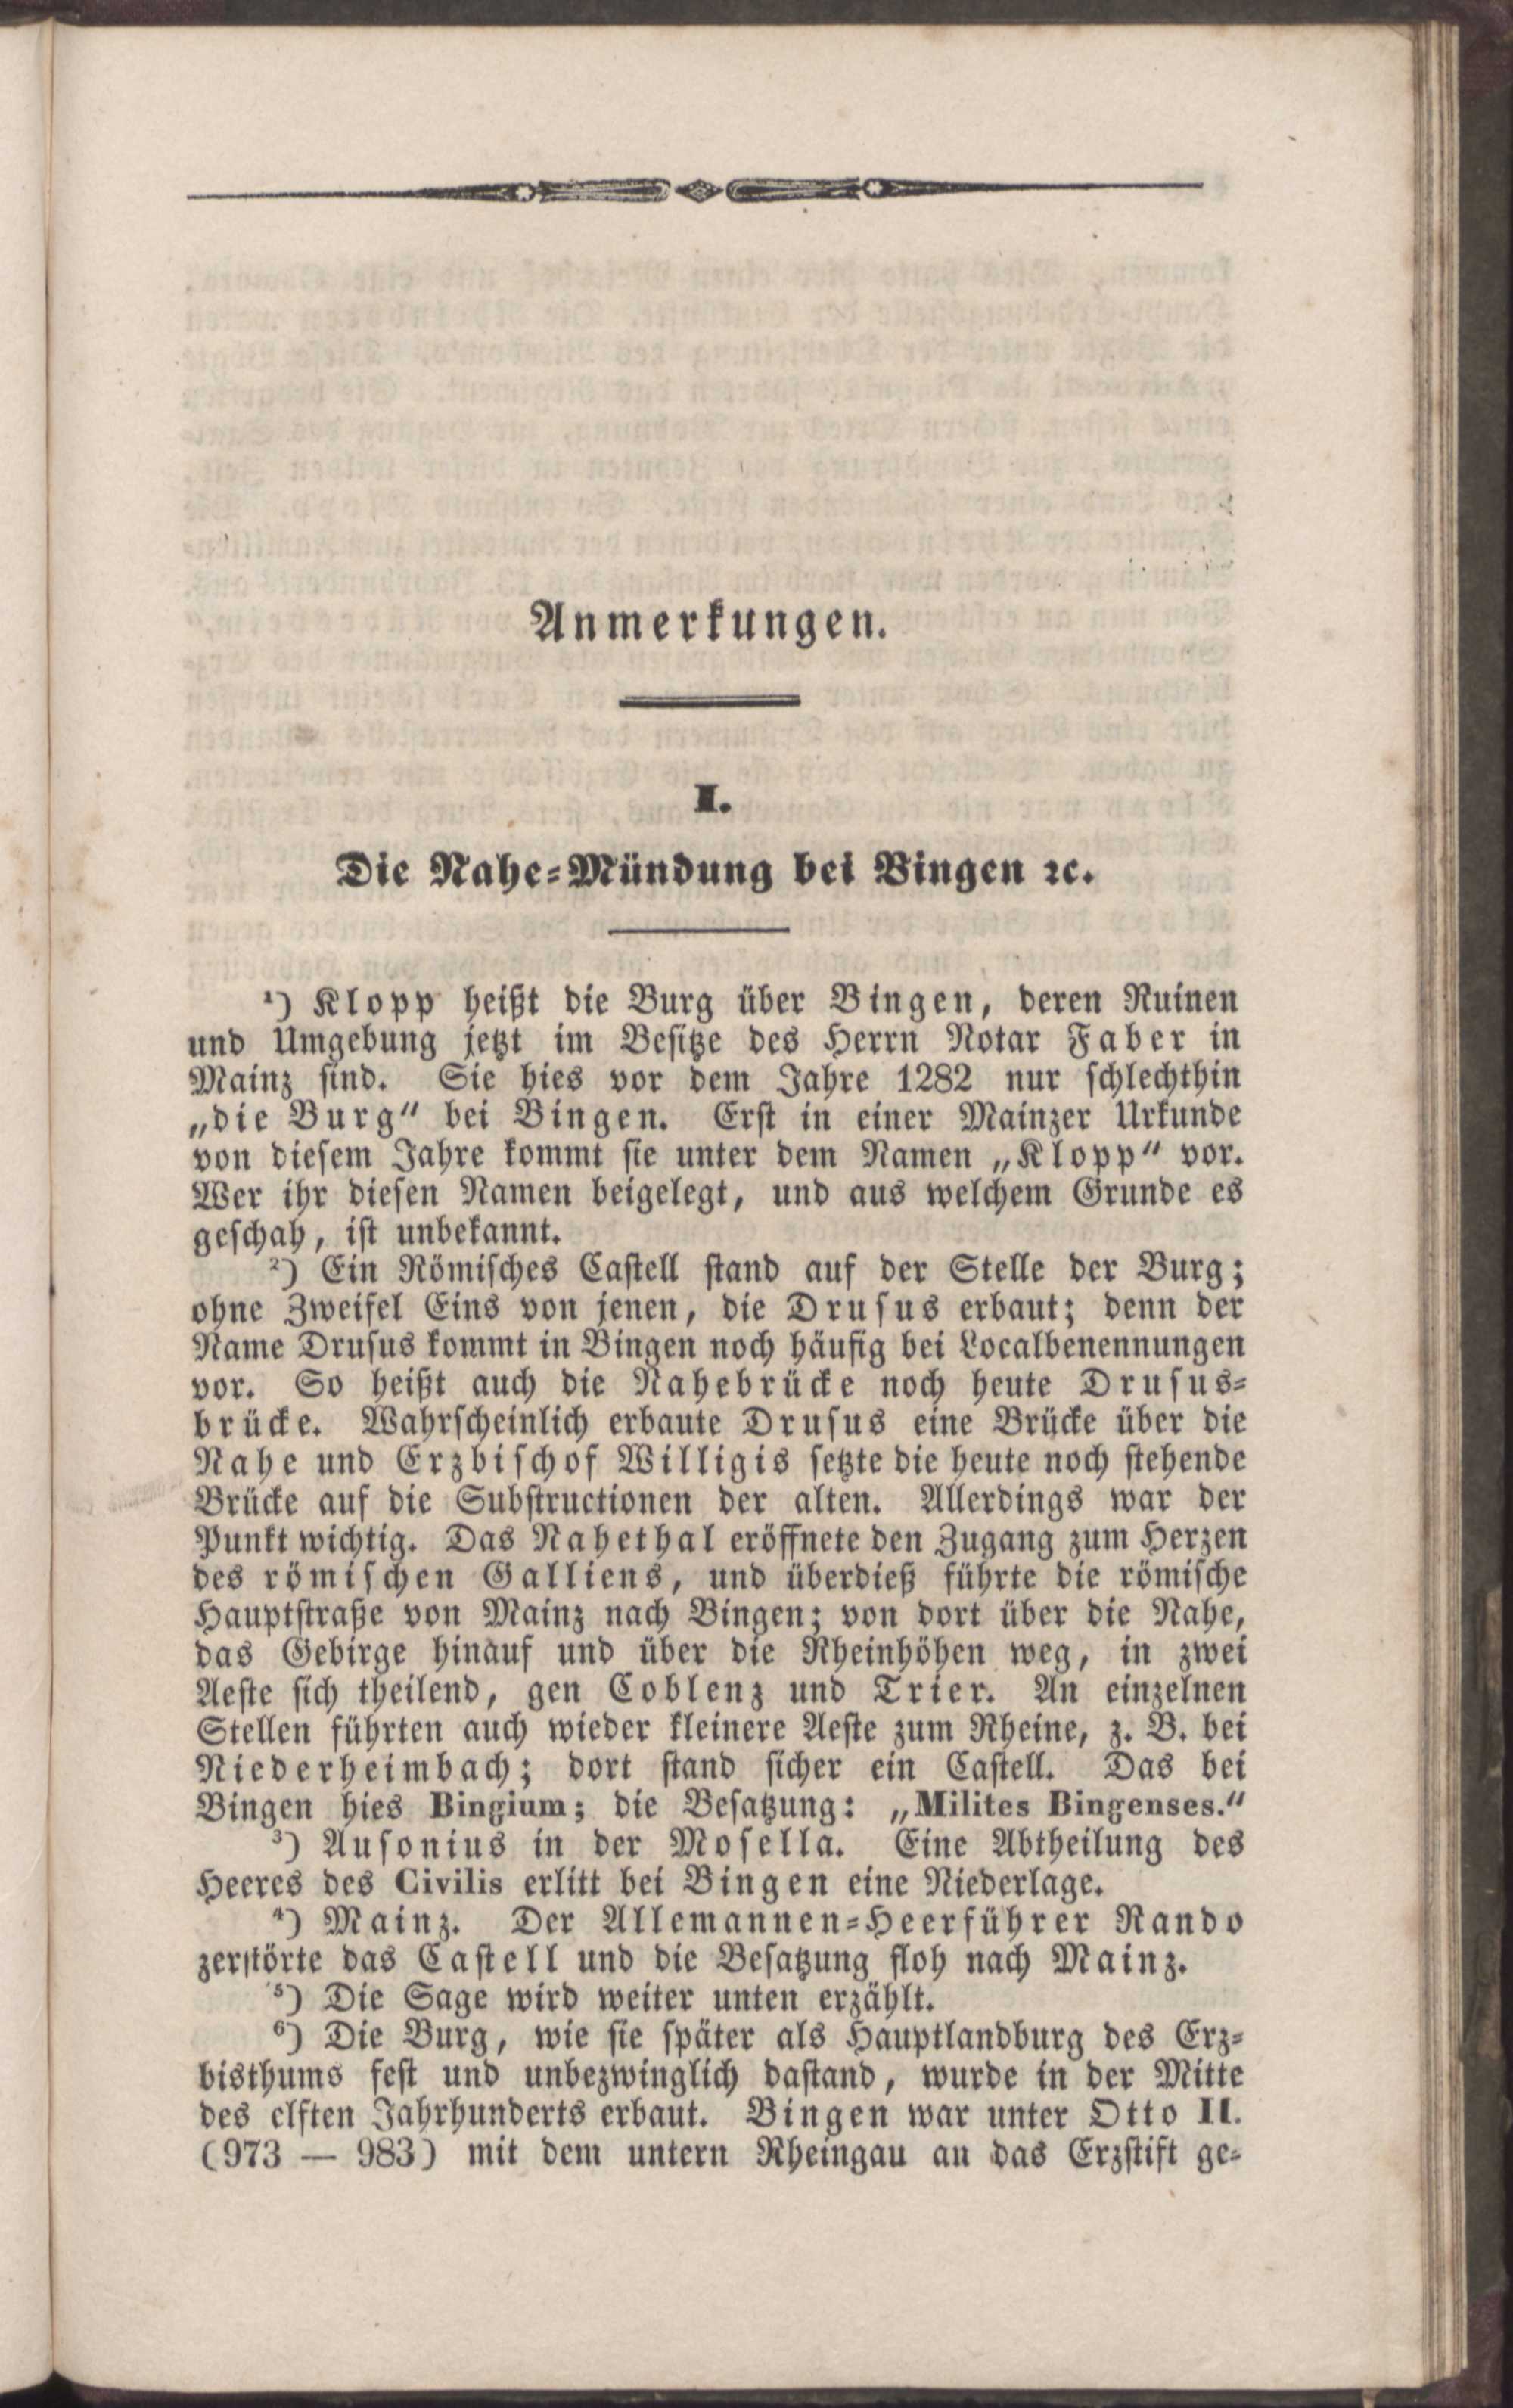 Anmerkungen.
I.
Die Nahe-Mündung bei Bingen ꝛc.
¹) Klopp heißt die Burg über Bingen, deren Ruinen
und Umgebung jetzt im Besitze des Herrn Notar Faber in
Mainz sind. Sie hies vor dem Jahre 1282 nur schlechthin
„die Burg“ bei Bingen. Erst in einer Mainzer Urkunde
von diesem Jahre kommt sie unter dem Namen „Klopp“ vor.
Wer ihr diesen Namen beigelegt, und aus welchem Grunde es
geschah, ist unbekannt.
²) Ein Römisches Castell stand auf der Stelle der Burg;
ohne Zweifel Eins von jenen, die Drusus erbaut; denn der
Name Drusus kommt in Bingen noch häufig bei Localbenennungen
vor. So heißt auch die Nahebrücke noch heute Drusus-
brücke. Wahrscheinlich erbaute Drusus eine Brücke über die
Nahe und Erzbischof Willigis setzte die heute noch stehende
Brücke auf die Substructionen der alten. Allerdings war der
Punkt wichtig. Das Nahethal eröffnete den Zugang zum Herzen
des römischen Galliens, und überdieß führte die römische
Hauptstraße von Mainz nach Bingen; von dort über die Nahe,
das Gebirge hinauf und über die Rheinhöhen weg, in zwei
Aeste sich theilend, gen Coblenz und Trier. An einzelnen
Stellen führten auch wieder kleinere Aeste zum Rheine, z. B. bei
Niederheimbach; dort stand sicher ein Castell. Das bei
Bingen hies Bingium; die Besatzung: „Milites Bingenses.“
³) Ausonius in der Mosella. Eine Abtheilung des
Heeres des Civilis erlitt bei Bingen eine Niederlage.
⁴) Mainz. Der Allemannen-Heerführer Rando
zerstörte das Castell und die Besatzung floh nach Mainz.
⁵) Die Sage wird weiter unten erzählt.
⁶) Die Burg, wie sie später als Hauptlandburg des Erz-
bisthums fest und unbezwinglich dastand, wurde in der Mitte
des elften Jahrhunderts erbaut. Bingen war unter Otto II.
(973 — 983) mit dem untern Rheingau an das Erzstift ge-